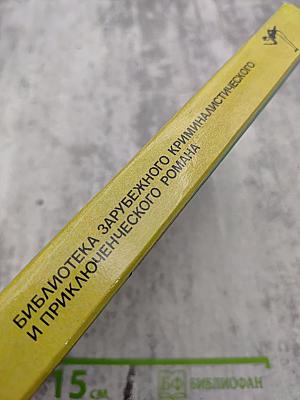 БИБЛИОТЕКА ЗАРУБЕЖНОГО КРИМИНАЛИСТИЧЕСКОГО
И ПРИКЛЮЧЕНЧЕСКОГО РОМАНА
15 СМ.
БФ БИБЛИОФАН